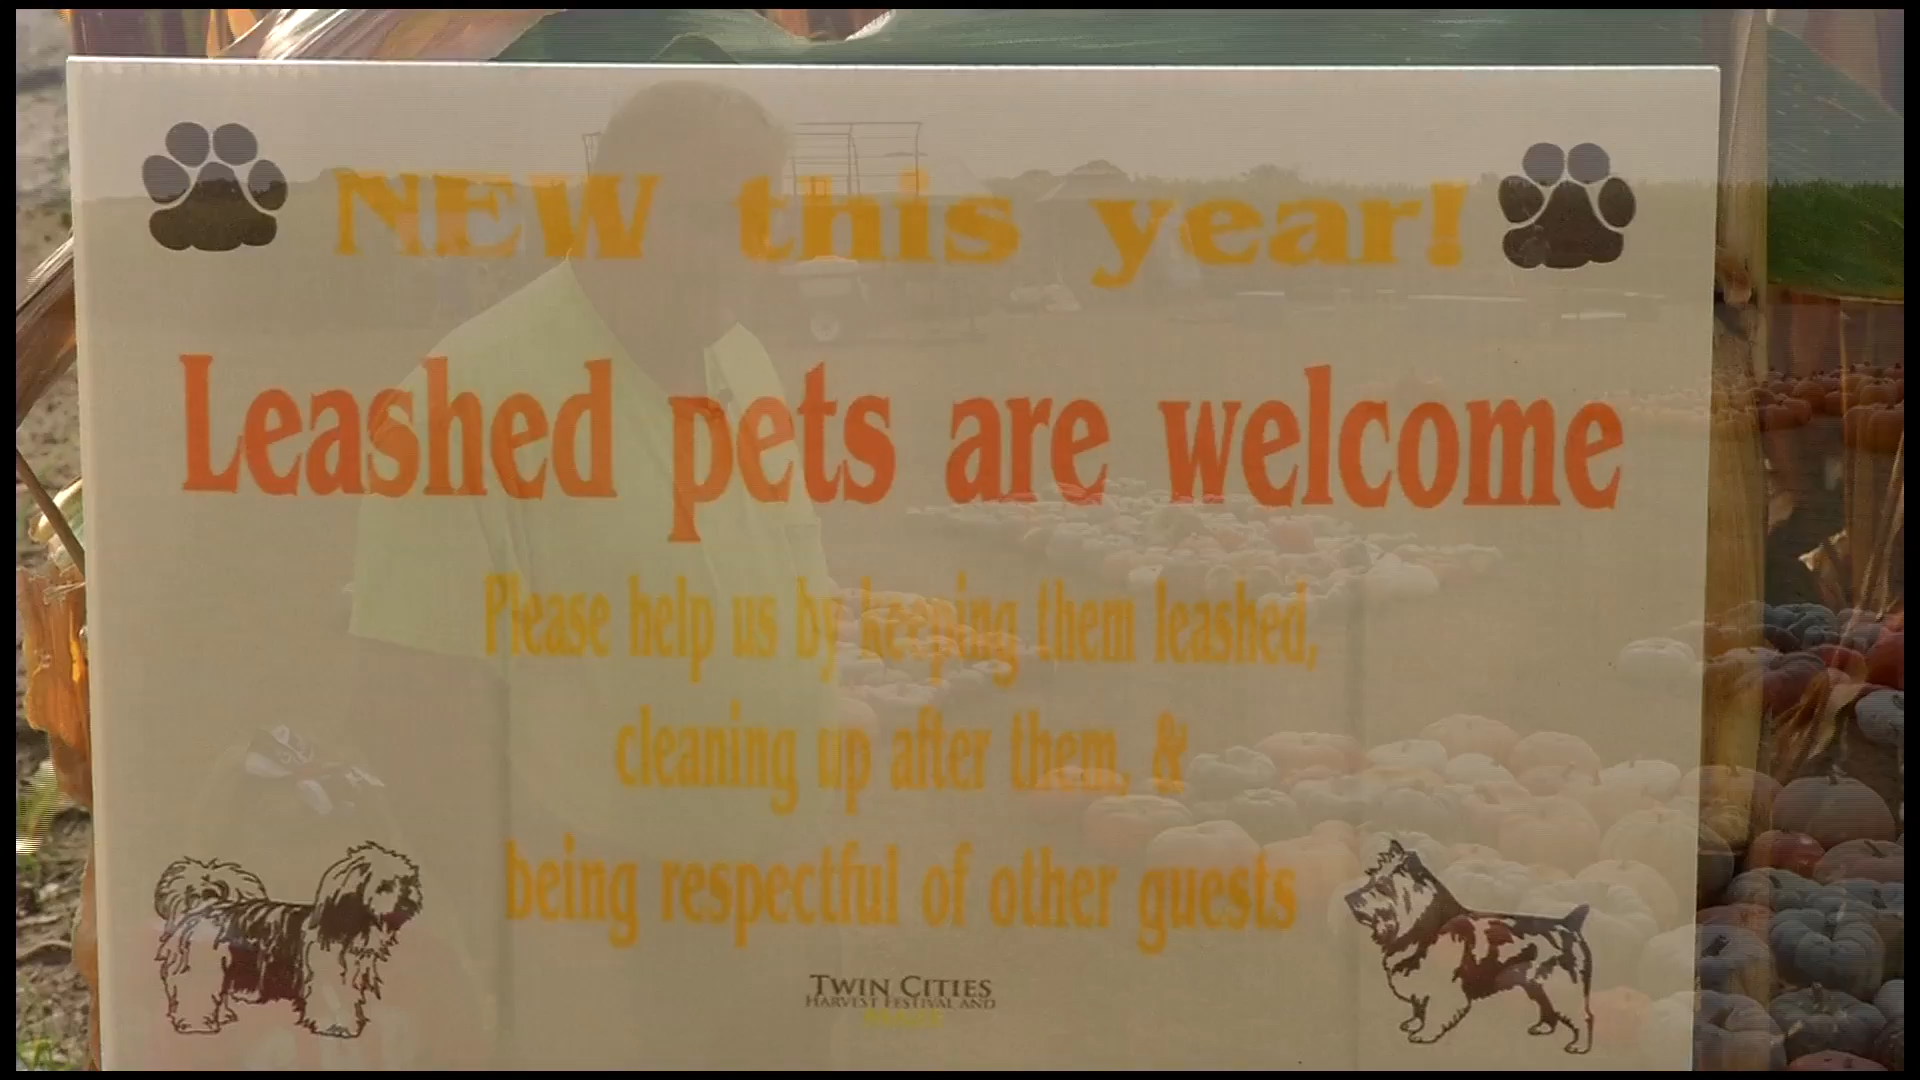 NEW this year!
Leashed pets are welcome
Please help us by keeping them leashed,
cleaning up after them, &
being respectful of other guests
TWIN CITIES
HARVEST FESTIVAL AND
MAZE